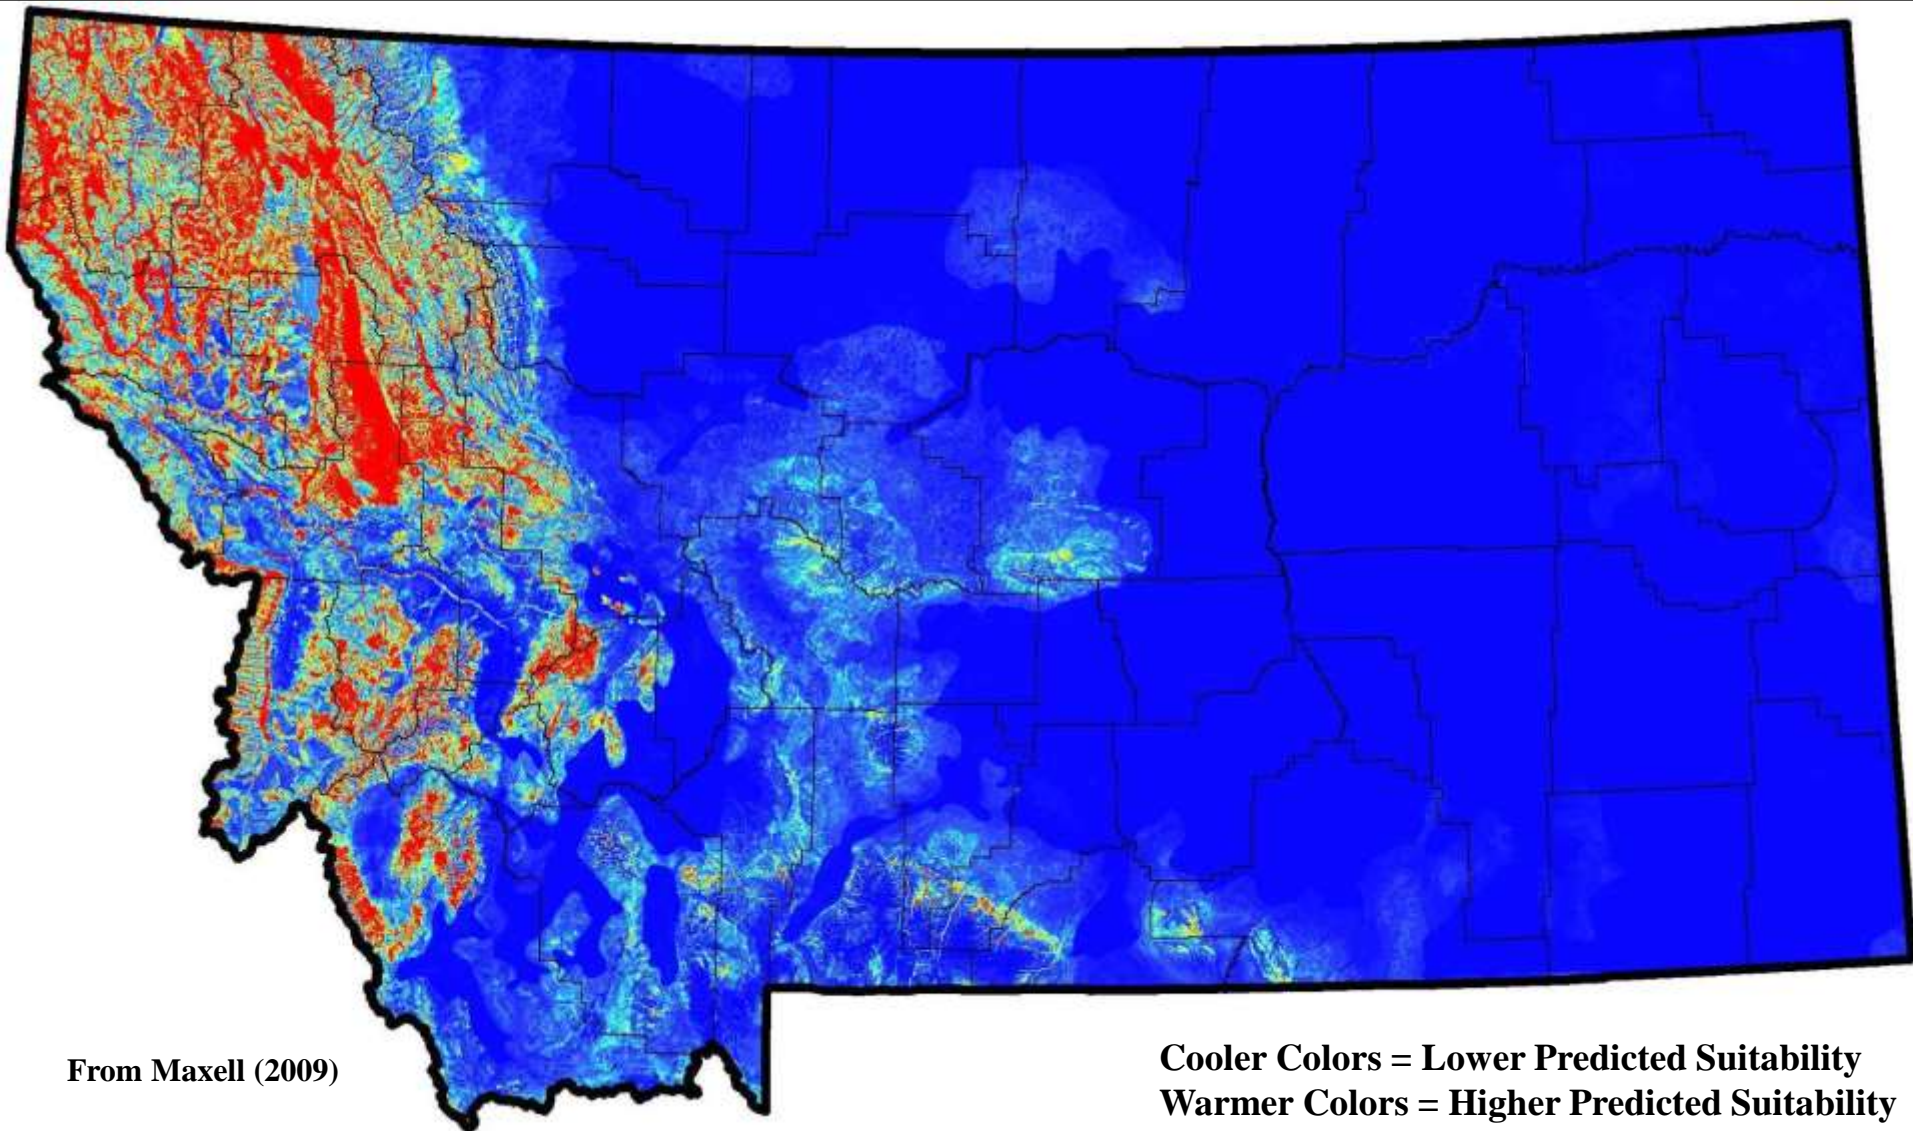 From Maxell (2009)
Cooler Colors = Lower Predicted Suitability
Warmer Colors = Higher Predicted Suitability